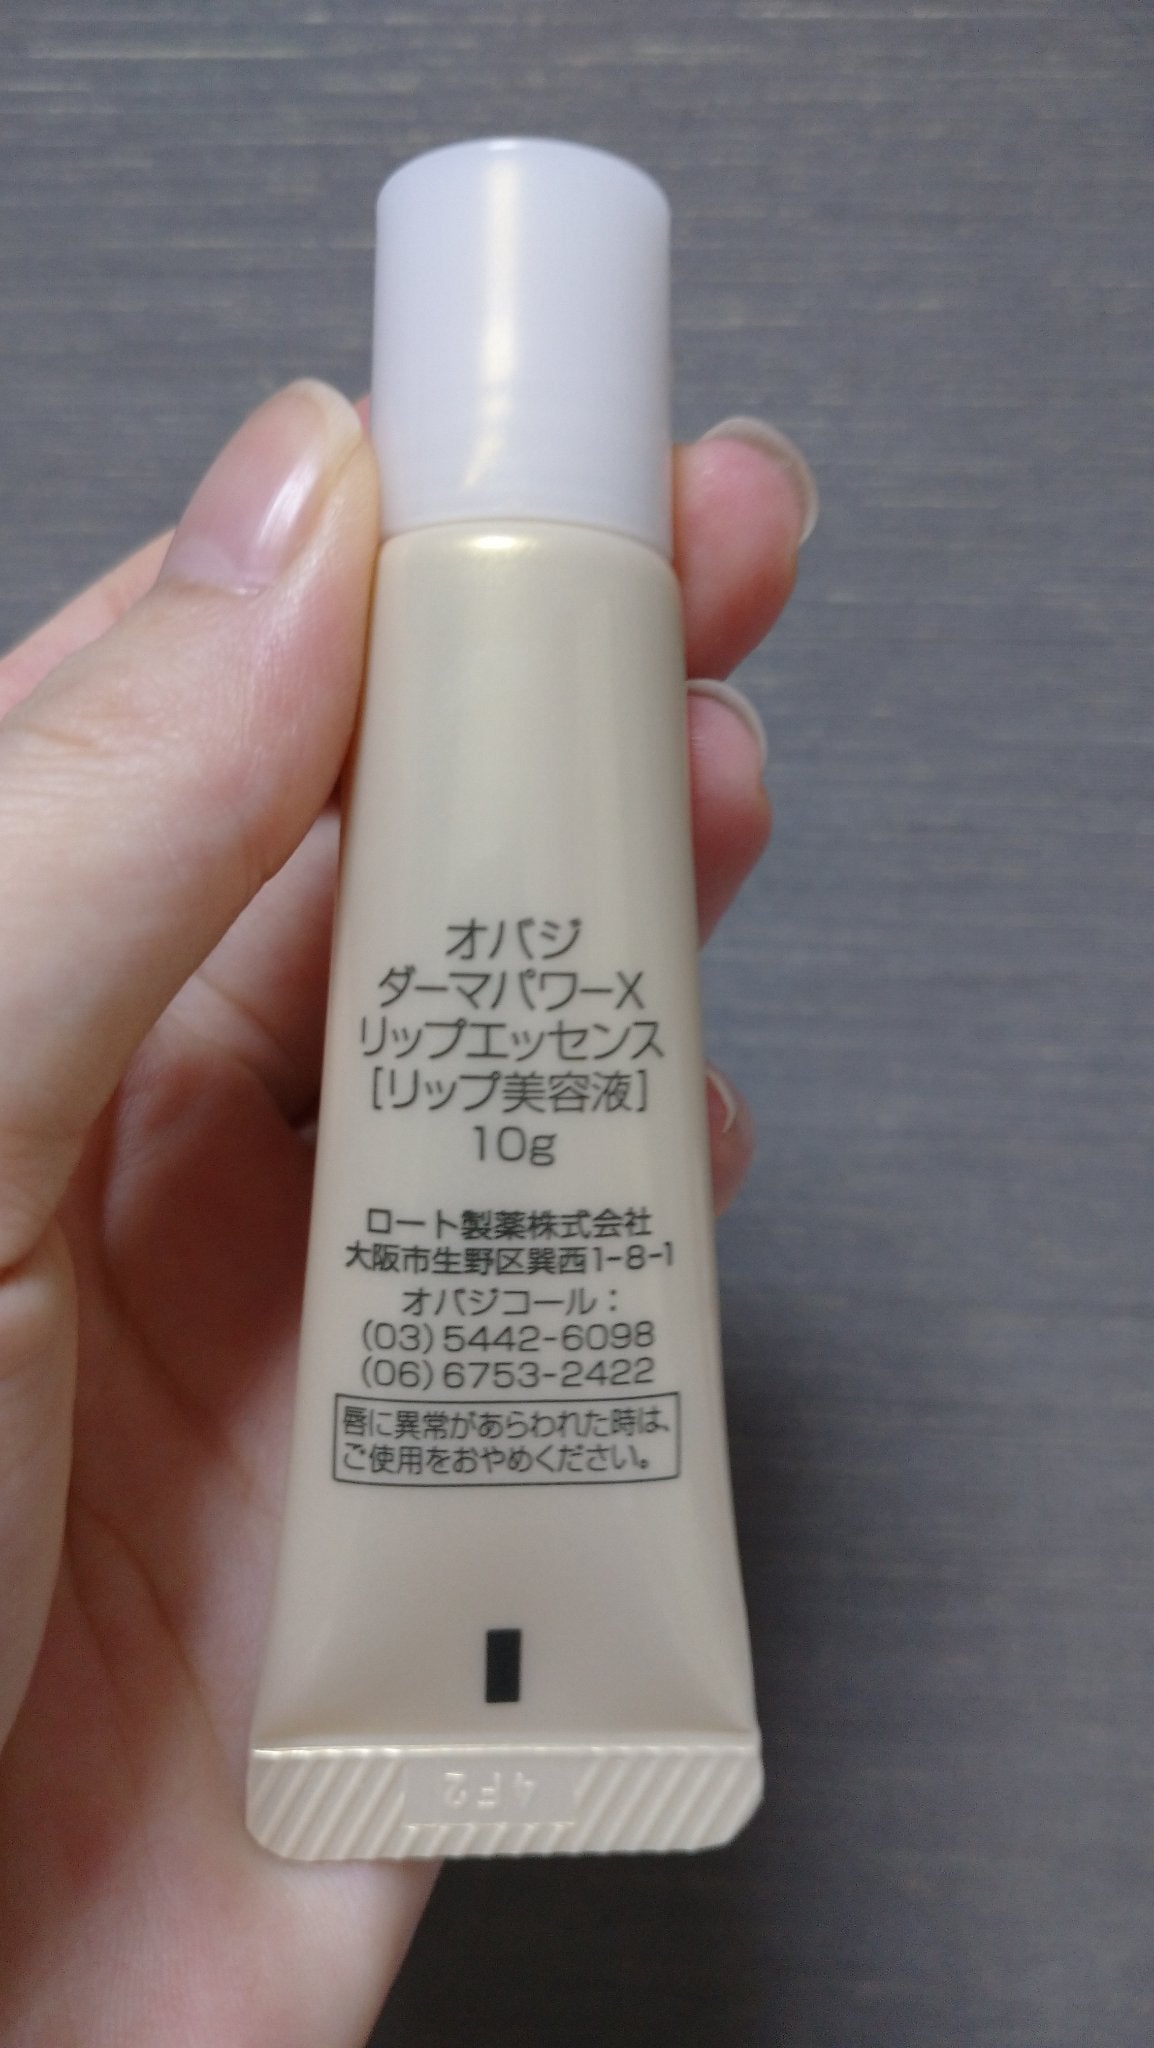 オバジ
ダーマパワーX
リップエッセンス
[リップ美容液]
10g
ロート製薬株式会社
大阪市生野区巽西1-8-1
オバジコール：
(03)5442-6098
(06)6753-2422
唇に異常があらわれた時は、
ご使用をおやめください。
4F2